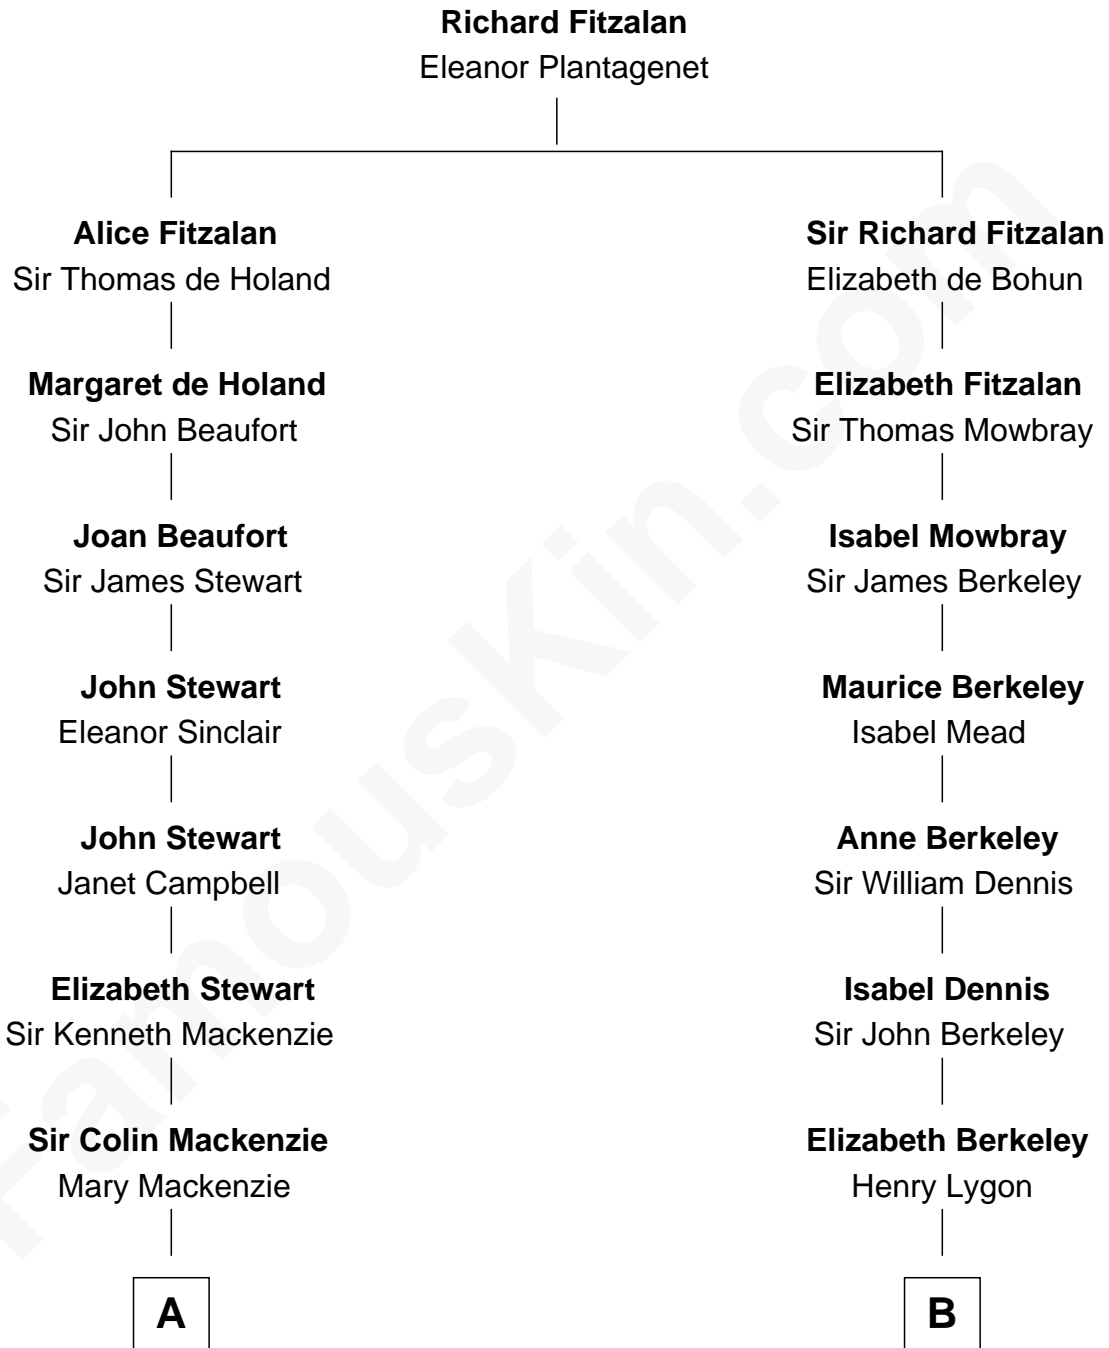 Richard Fitzalan
Eleanor Plantagenet
Alice Fitzalan
Sir Thomas de Holand
Margaret de Holand
Sir John Beaufort
Joan Beaufort
Sir James Stewart
John Stewart
Eleanor Sinclair
John Stewart
Janet Campbell
Elizabeth Stewart
Sir Kenneth Mackenzie
Sir Colin Mackenzie
Mary Mackenzie
A
Sir Richard Fitzalan
Elizabeth de Bohun
Elizabeth Fitzalan
Sir Thomas Mowbray
Isabel Mowbray
Sir James Berkeley
Maurice Berkeley
Isabel Mead
Anne Berkeley
Sir William Dennis
Isabel Dennis
Sir John Berkeley
Elizabeth Berkeley
Henry Lygon
B
FamousKin.com